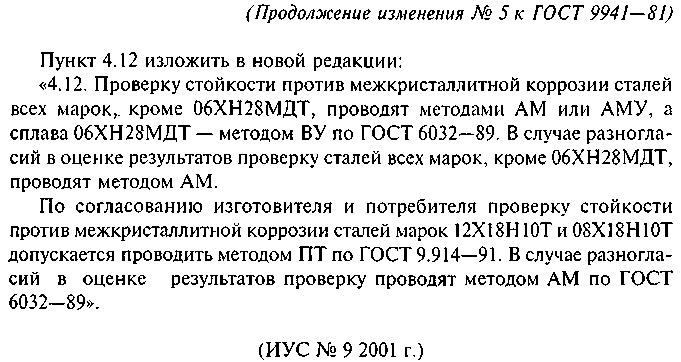 (Продолжение изменения № 5 к ГОСТ 9941—81)
Пункт 4.12 изложить в новой редакции:
«4.12. Проверку стойкости против межкристаллитной коррозии сталей
всех марок, кроме 06ХН28МДТ, проводят методами АМ или АМУ, а
сплава 06ХН28МДТ — методом ВУ по ГОСТ 6032—89. В случае разногла-
сий в оценке результатов проверку сталей всех марок, кроме 06ХН28МДТ,
проводят методом АМ.
По согласованию изготовителя и потребителя проверку стойкости
против межкристаллитной коррозии сталей марок 12Х18Н10Т и 08Х18Н10Т
допускается проводить методом ПТ по ГОСТ 9.914—91. В случае разногла-
сий в оценке результатов проверку проводят методом АМ по ГОСТ
6032—89».
(ИУС № 9 2001 г.)